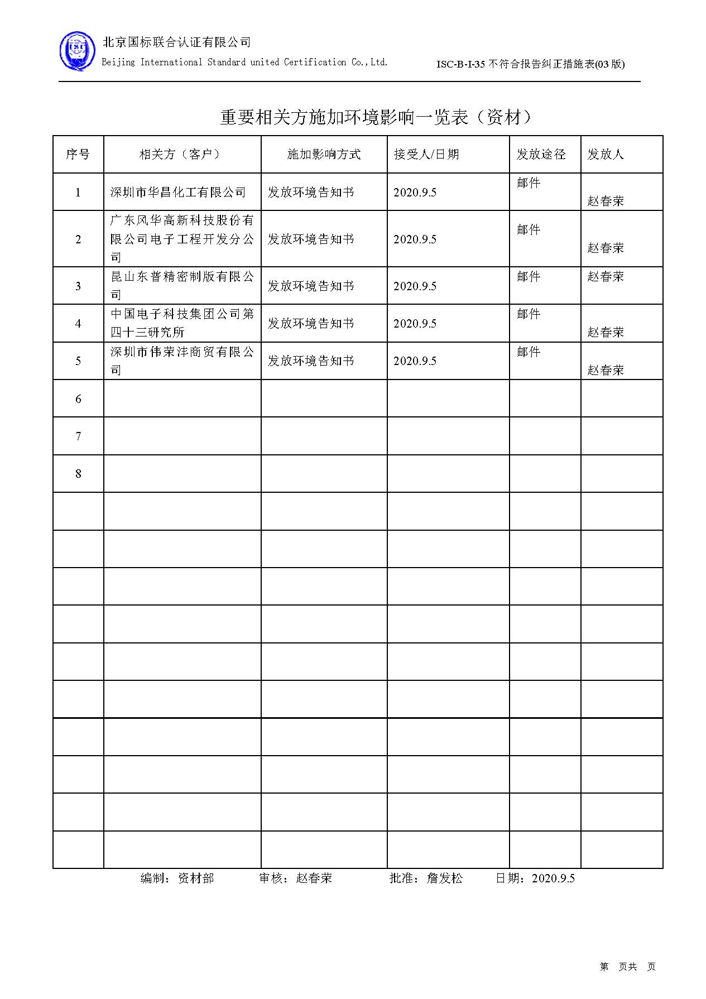 北京国标联合认证有限公司
Beijing International Standard united Certification Co.,Ltd. ISC-B-I-35不符合报告纠正措施表(03版)
ISC
重要相关方施加环境影响一览表（资材）
序号 相关方（客户） 施加影响方式 接受人/日期 发放途径 发放人
1 深圳市华昌化工有限公司 发放环境告知书 2020.9.5 邮件 赵春荣
广东风华高新科技股份有
2 限公司电子工程开发分公 发放环境告知书 2020.9.5 邮件 赵春荣
司
昆山东普精密制版有限公
3 发放环境告知书 2020.9.5 邮件 赵春荣
司
中国电子科技集团公司第
4 发放环境告知书 2020.9.5 邮件 赵春荣
四十三研究所
深圳市伟荣沣商贸有限公
5 发放环境告知书 2020.9.5 邮件 赵春荣
司
6
7
8
编制：资材部 审核：赵春荣 批准：詹发松 日期：2020.9.5
第 页共 页